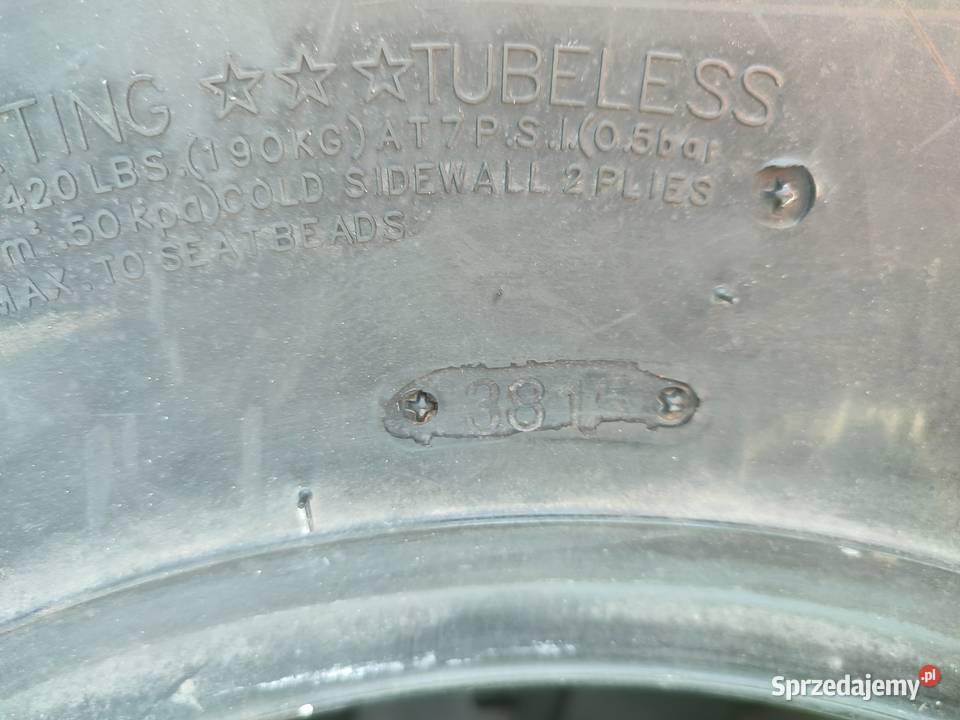 TING ☆☆☆TUBELESS
420 LBS.(190KG) AT 7 P.S.I.(0.5bar
.50 kpa) COLD SIDEWALL 2 PLIES
MAX. TO SEAT BEADS
3815
Sprzedajemy.pl